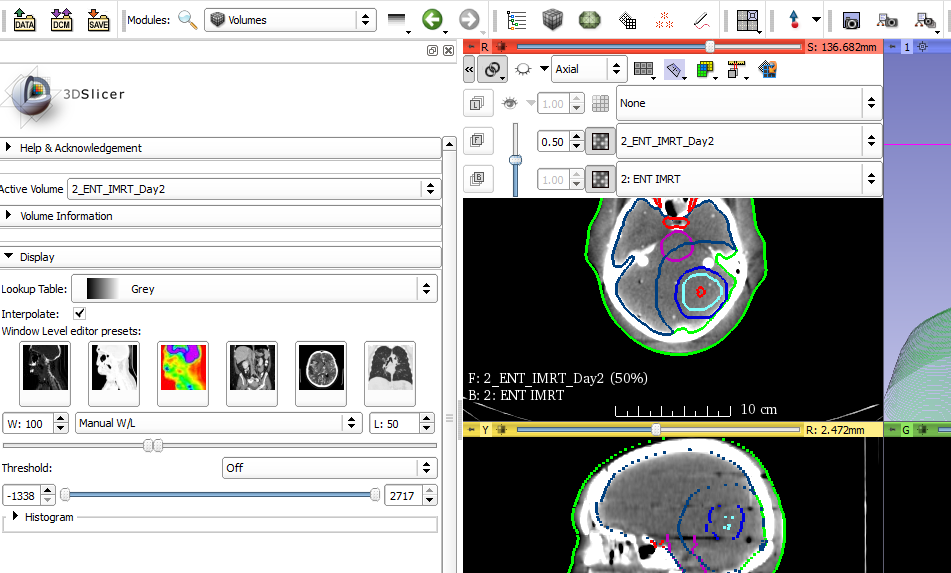 DATA DCM SAVE Modules: Volumes
R S: 136.682mm 1
Axial
3DSlicer
L 1.00 None
Help & Acknowledgement
F 0.50 2_ENT_IMRT_Day2
Active Volume 2_ENT_IMRT_Day2
B 1.00 2: ENT IMRT
Volume Information
Display
Lookup Table: Grey
Interpolate:
Window Level editor presets:
F: 2_ENT_IMRT_Day2 (50%)
B: 2: ENT IMRT
10 cm
W: 100 Manual W/L L: 50
Y R: 2.472mm G
Threshold: Off
-1338 2717
Histogram